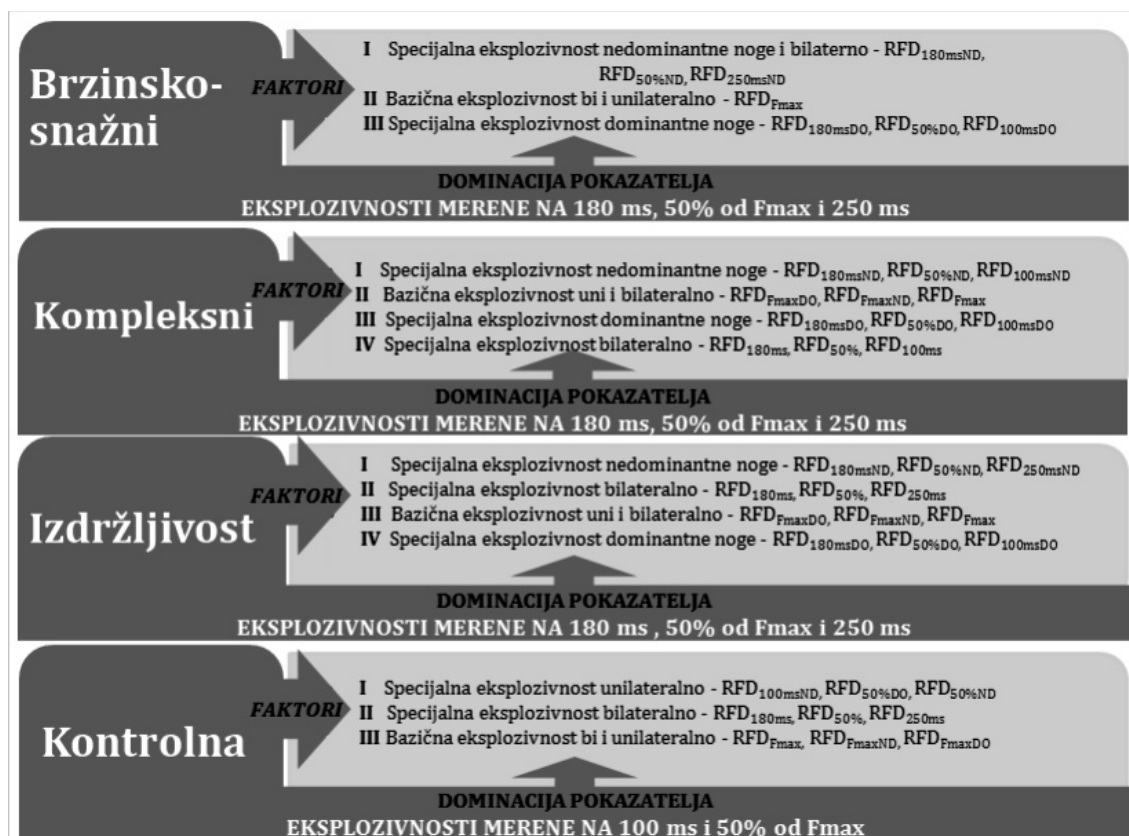 Brzinsko-
snažni
FAKTORI
I Specijalna eksplozivnost nedominantne noge i bilaterno - RFD180msND,
RFD50%ND, RFD250msND
II Bazična eksplozivnost bi i unilateralno - RFDFmax
III Specijalna eksplozivnost dominantne noge - RFD180msDO, RFD50%DO, RFD100msDO
DOMINACIJA POKAZATELJA
EKSPLOZIVNOSTI MERENE NA 180 ms, 50% od Fmax i 250 ms
Kompleksni
FAKTORI
I Specijalna eksplozivnost nedominantne noge - RFD180msND, RFD50%ND, RFD100msND
II Bazična eksplozivnost uni i bilateralno - RFDFmaxDO, RFDFmaxND, RFDFmax
III Specijalna eksplozivnost dominantne noge - RFD180msDO, RFD50%DO, RFD100msDO
IV Specijalna eksplozivnost bilateralno - RFD180ms, RFD50%, RFD100ms
DOMINACIJA POKAZATELJA
EKSPLOZIVNOSTI MERENE NA 180 ms, 50% od Fmax i 250 ms
Izdržljivost
FAKTORI
I Specijalna eksplozivnost nedominantne noge - RFD180msND, RFD50%ND, RFD250msND
II Specijalna eksplozivnost bilateralno - RFD180ms, RFD50%, RFD250ms
III Bazična eksplozivnost uni i bilateralno - RFDFmaxDO, RFDFmaxND, RFDFmax
IV Specijalna eksplozivnost dominantne noge - RFD180msDO, RFD50%DO, RFD100msDO
DOMINACIJA POKAZATELJA
EKSPLOZIVNOSTI MERENE NA 180 ms , 50% od Fmax i 250 ms
Kontrolna
FAKTORI
I Specijalna eksplozivnost unilateralno - RFD100msND, RFD50%DO, RFD50%ND
II Specijalna eksplozivnost bilateralno - RFD180ms, RFD50%, RFD250ms
III Bazična eksplozivnost bi i unilateralno - RFDFmax, RFDFmaxND, RFDFmaxDO
DOMINACIJA POKAZATELJA
EKSPLOZIVNOSTI MERENE NA 100 ms i 50% od Fmax